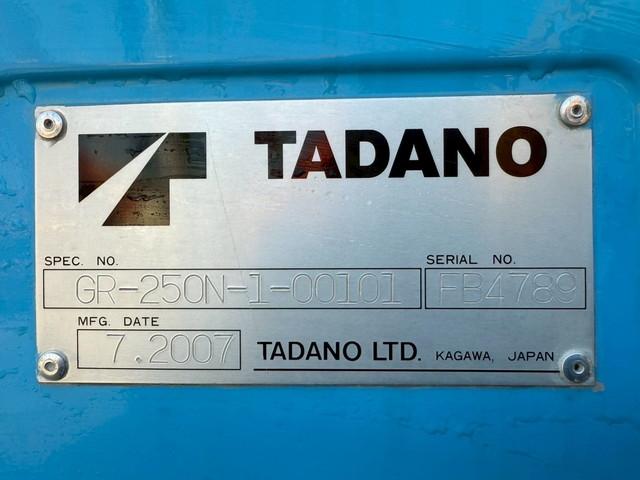 TADANO
SPEC. NO. SERIAL NO.
GR-250N-1-00101 FB4789
MFG. DATE
7.2007 TADANO LTD. KAGAWA, JAPAN